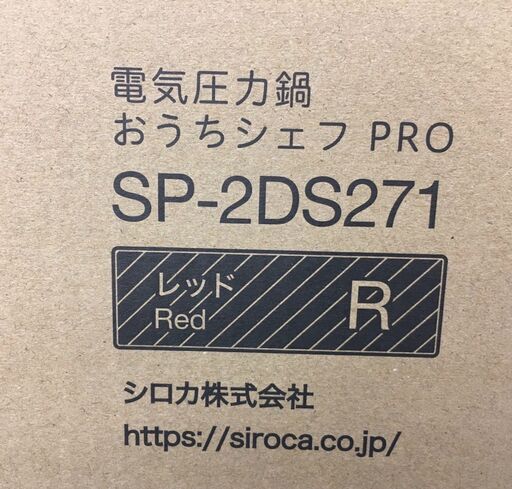 電気圧力鍋
おうちシェフ PRO
SP-2DS271
レッド
Red
R
シロカ株式会社
https://siroca.co.jp/